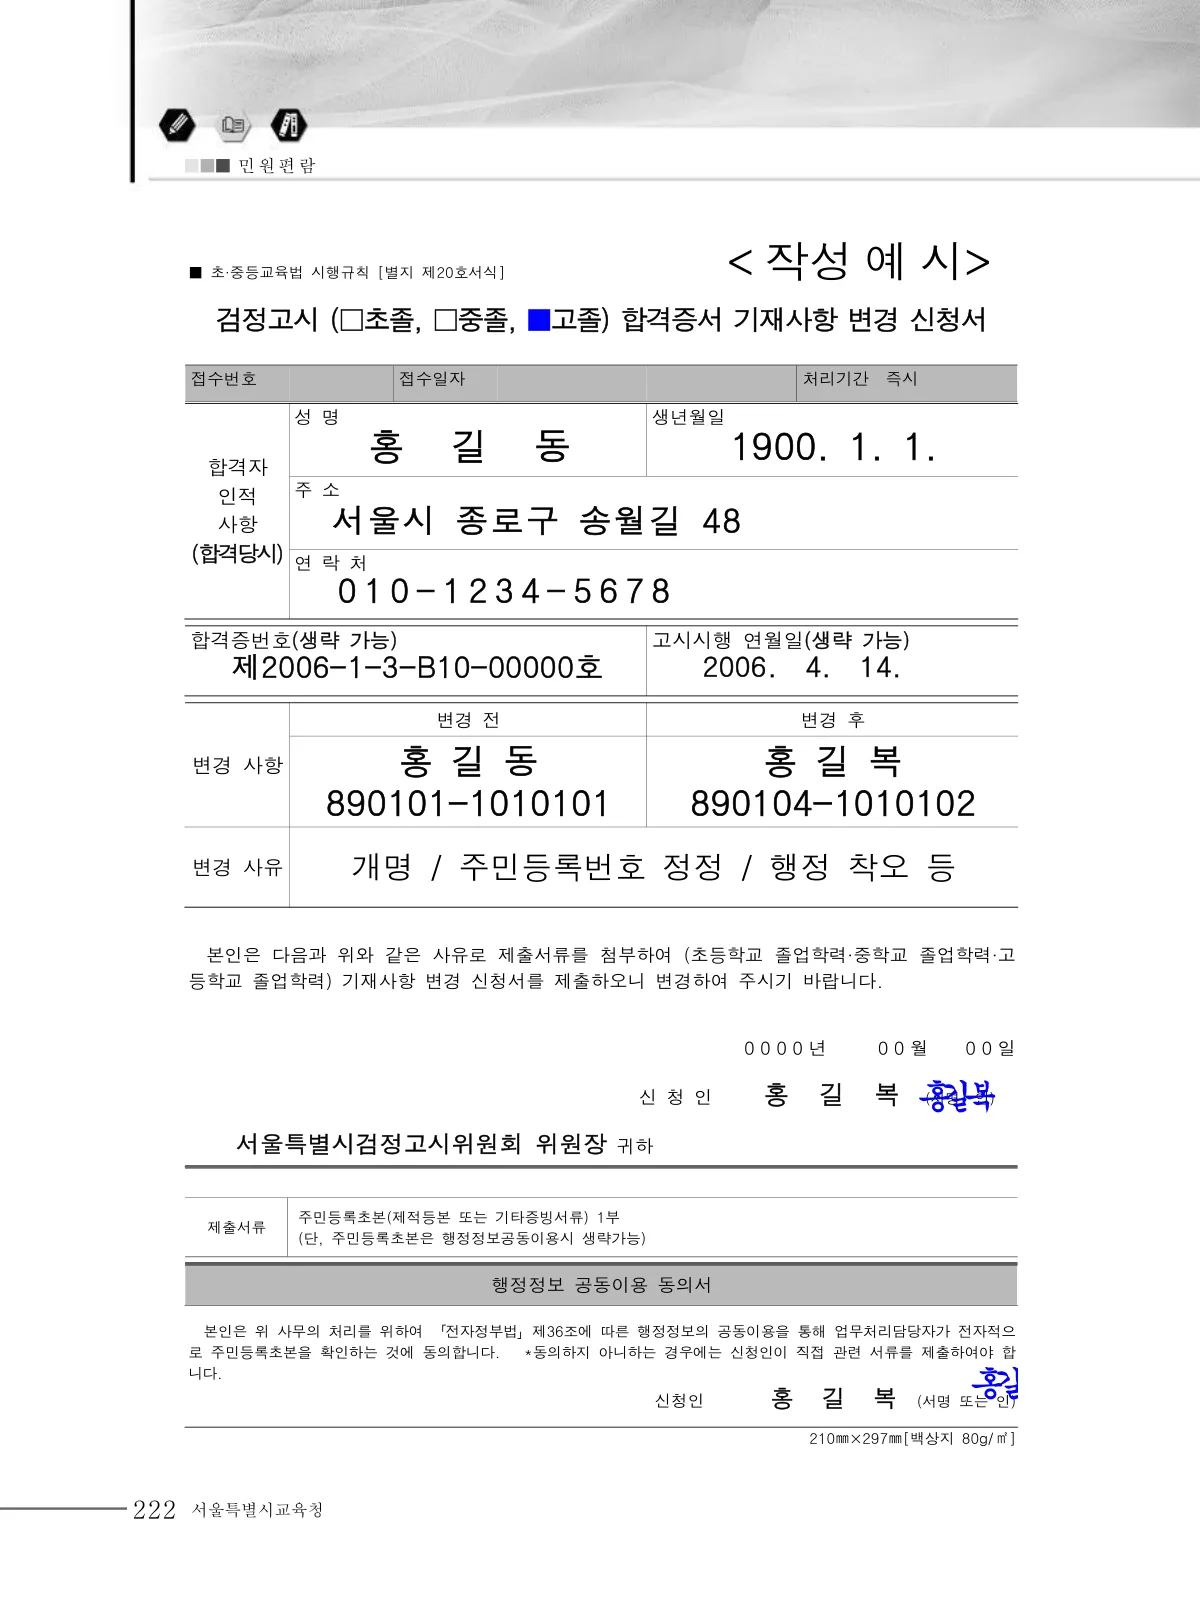 민원편람
■ 초·중등교육법 시행규칙 [별지 제20호서식]
<작성 예 시>
검정고시 (□초졸, □중졸, ■고졸) 합격증서 기재사항 변경 신청서
접수번호 접수일자 처리기간 즉시
합격자
인적
사항
(합격당시)
성 명
홍 길 동
생년월일
1900. 1. 1.
주 소
서울시 종로구 송월길 48
연 락 처
010-1234-5678
합격증번호(생략 가능)
제2006-1-3-B10-00000호
고시시행 연월일(생략 가능)
2006. 4. 14.
변경 사항
변경 전
홍 길 동
890101-1010101
변경 후
홍 길 복
890104-1010102
변경 사유
개명 / 주민등록번호 정정 / 행정 착오 등
본인은 다음과 위와 같은 사유로 제출서류를 첨부하여 (초등학교 졸업학력·중학교 졸업학력·고
등학교 졸업학력) 기재사항 변경 신청서를 제출하오니 변경하여 주시기 바랍니다.
0000년 00월 00일
신 청 인 홍 길 복 홍길복
서울특별시검정고시위원회 위원장 귀하
제출서류
주민등록초본(제적등본 또는 기타증빙서류) 1부
(단, 주민등록초본은 행정정보공동이용시 생략가능)
행정정보 공동이용 동의서
본인은 위 사무의 처리를 위하여 「전자정부법」제36조에 따른 행정정보의 공동이용을 통해 업무처리담당자가 전자적으
로 주민등록초본을 확인하는 것에 동의합니다. *동의하지 아니하는 경우에는 신청인이 직접 관련 서류를 제출하여야 합
니다.
홍길
신청인 홍 길 복 (서명 또는 인)
210㎜×297㎜[백상지 80g/㎡]
222 서울특별시교육청